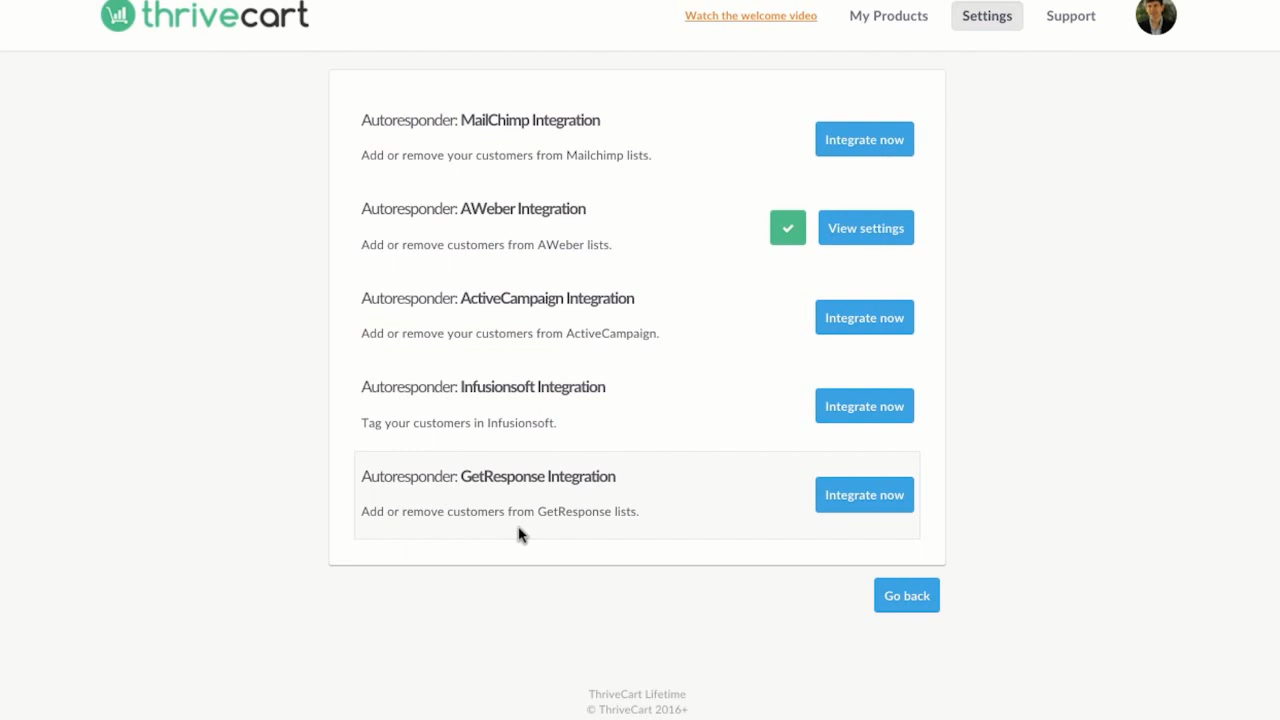 thrivecart
Watch the welcome video
My Products
Settings
Support
Autoresponder: MailChimp Integration
Add or remove your customers from Mailchimp lists.
Integrate now
Autoresponder: AWeber Integration
Add or remove customers from AWeber lists.
View settings
Autoresponder: ActiveCampaign Integration
Add or remove your customers from ActiveCampaign.
Integrate now
Autoresponder: Infusionsoft Integration
Tag your customers in Infusionsoft.
Integrate now
Autoresponder: GetResponse Integration
Add or remove customers from GetResponse lists.
Integrate now
Go back
ThriveCart Lifetime
© ThriveCart 2016+